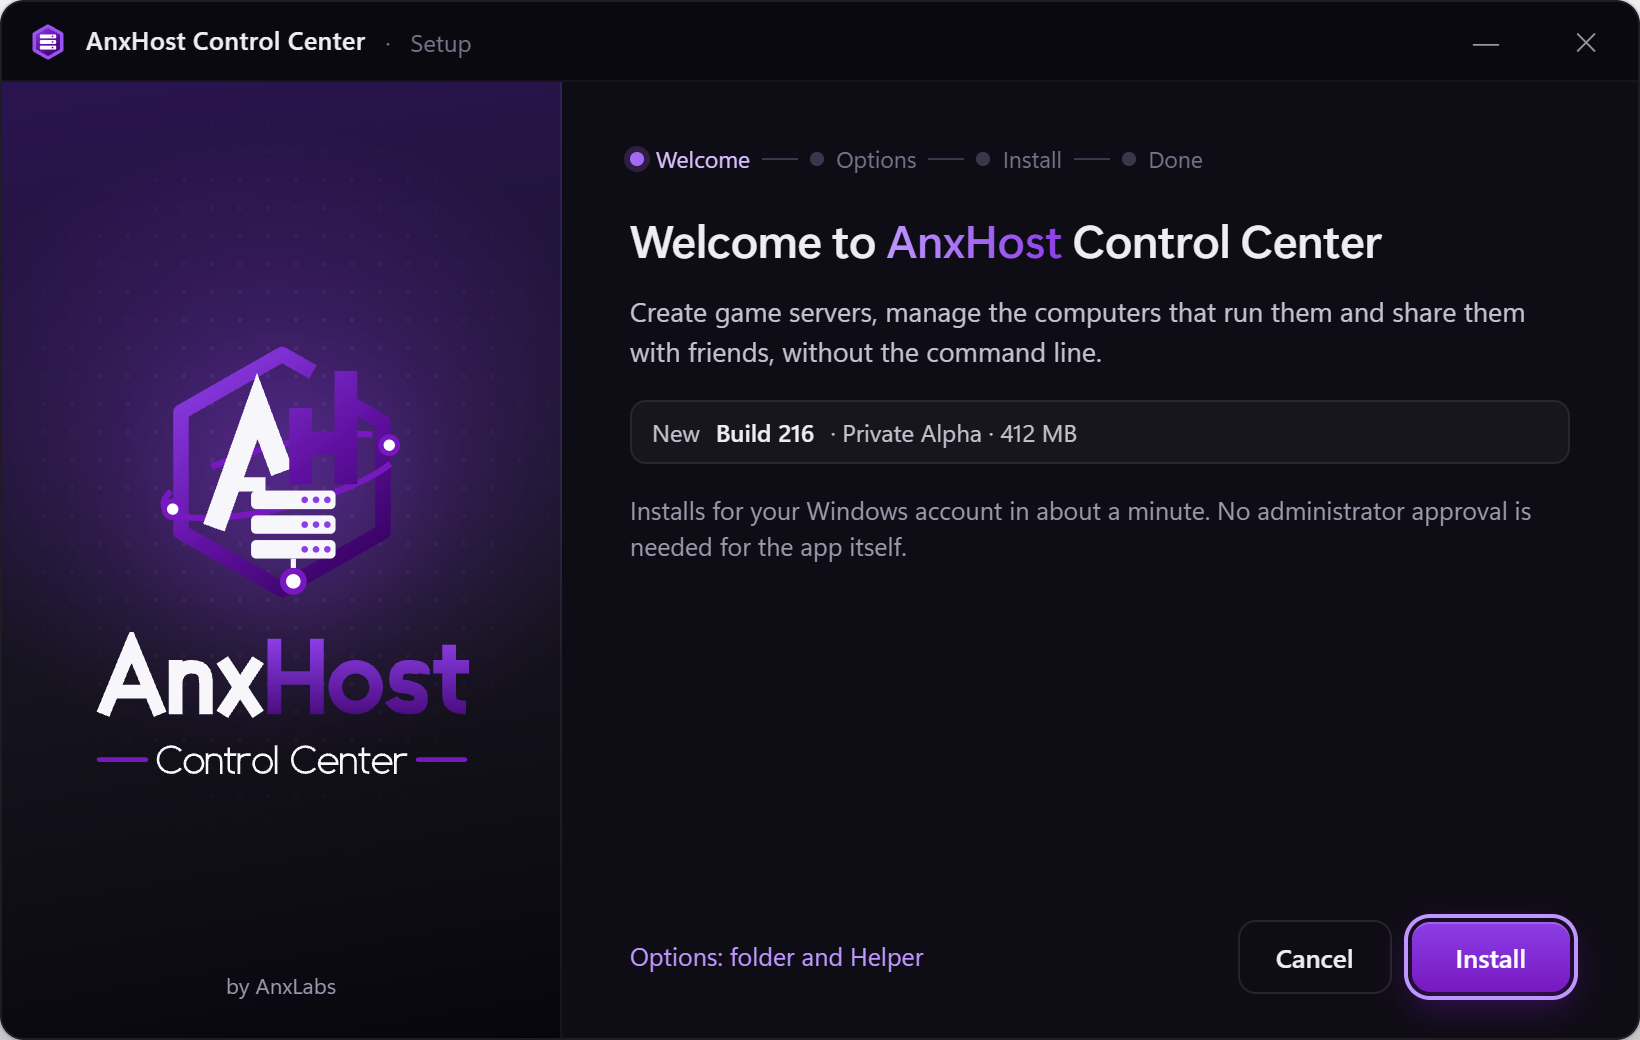 AnxHost Control Center · Setup
Welcome
Options
Install
Done
AH
AnxHost
Control Center
by AnxLabs
Welcome to AnxHost Control Center
Create game servers, manage the computers that run them and share them
with friends, without the command line.
New Build 216 · Private Alpha · 412 MB
Installs for your Windows account in about a minute. No administrator approval is
needed for the app itself.
Options: folder and Helper
Cancel
Install